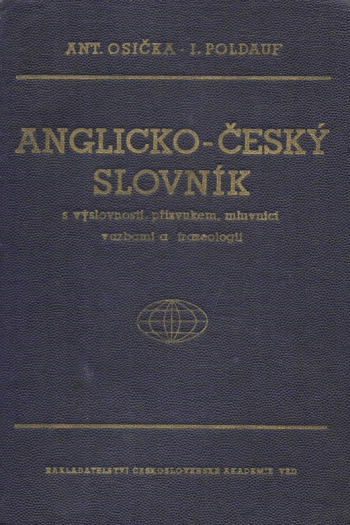 ANT. OSIČKA - I. POLDAUF
ANGLICKO-ČESKÝ
SLOVNÍK
s výslovností, přízvukem, mluvnicí
vazbami a frazeologií
NAKLADATELSTVÍ ČESKOSLOVENSKÉ AKADEMIE VĚD